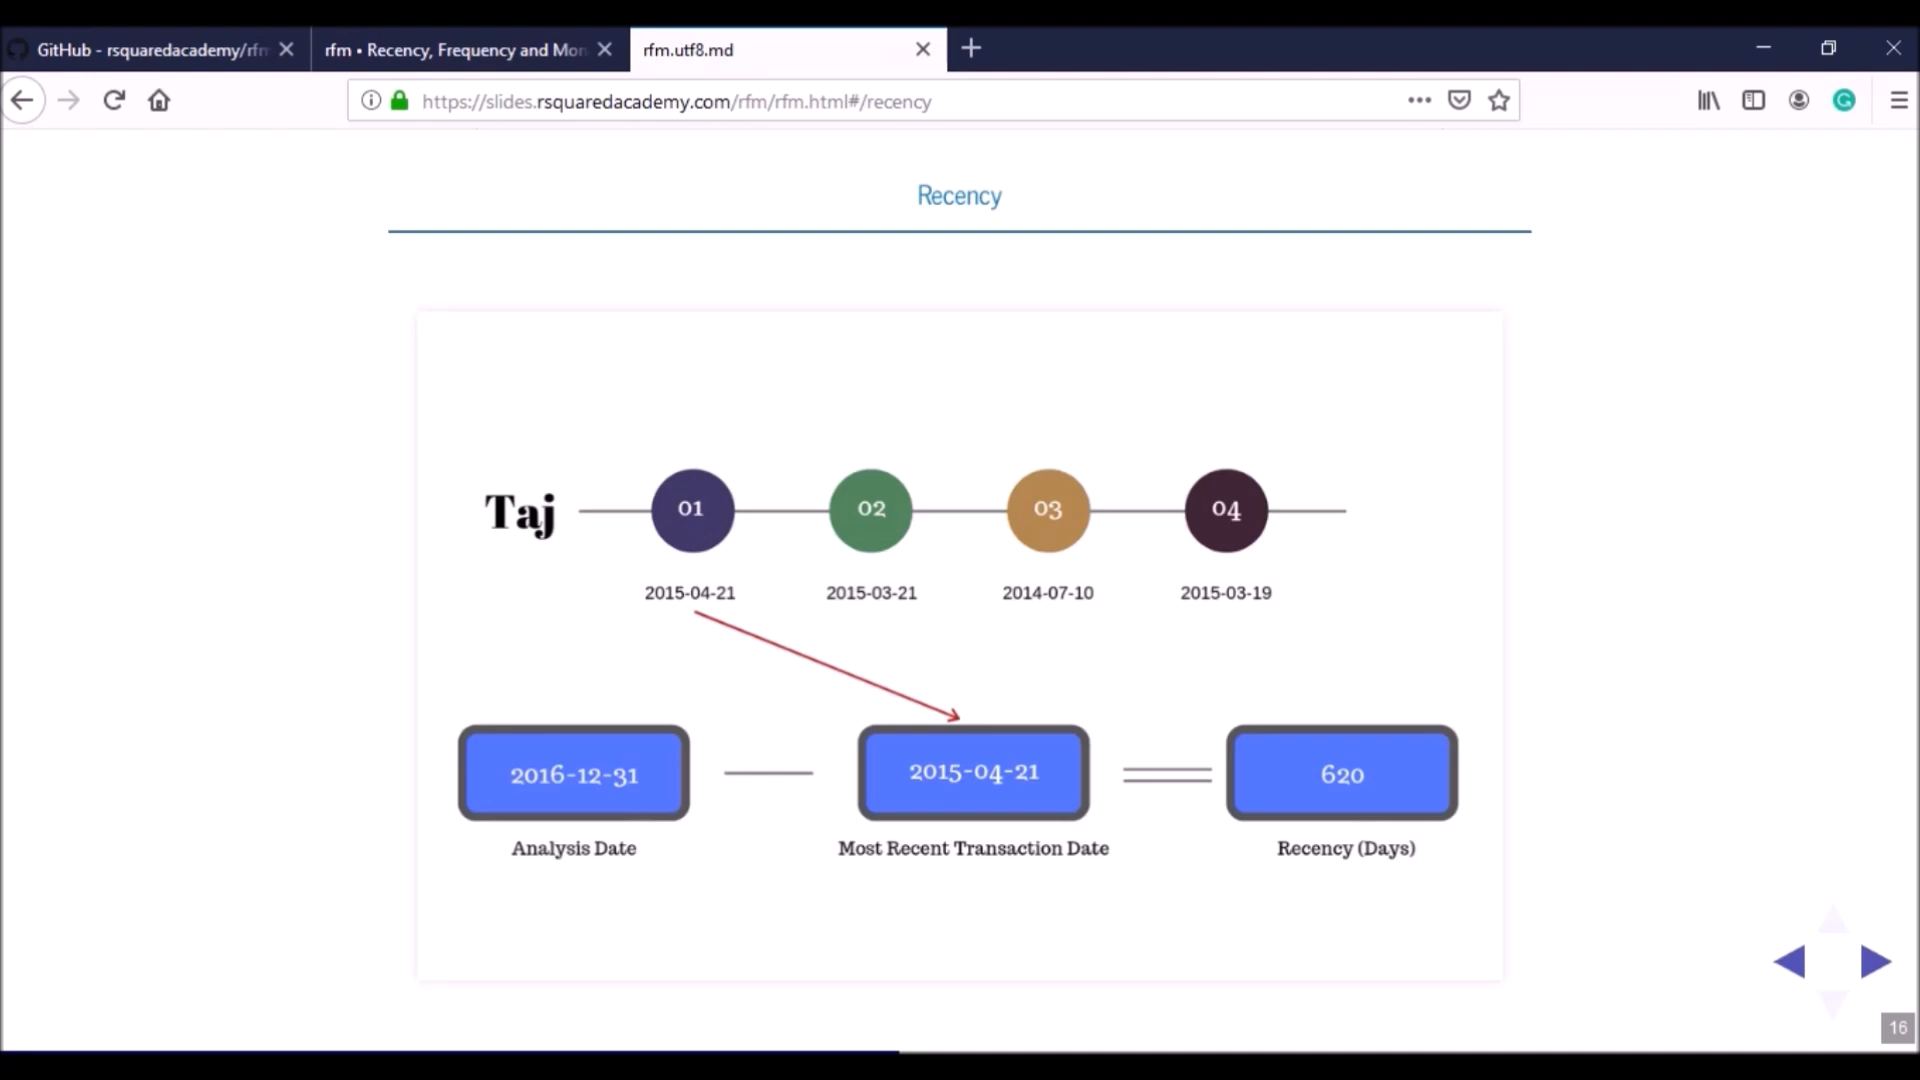 GitHub - rsquaredacademy/rfm
rfm • Recency, Frequency and Mon
rfm.utf8.md
https://slides.rsquaredacademy.com/rfm/rfm.html#/recency
Recency
Taj
01
02
03
04
2015-04-21
2015-03-21
2014-07-10
2015-03-19
2016-12-31
2015-04-21
620
Analysis Date
Most Recent Transaction Date
Recency (Days)
16